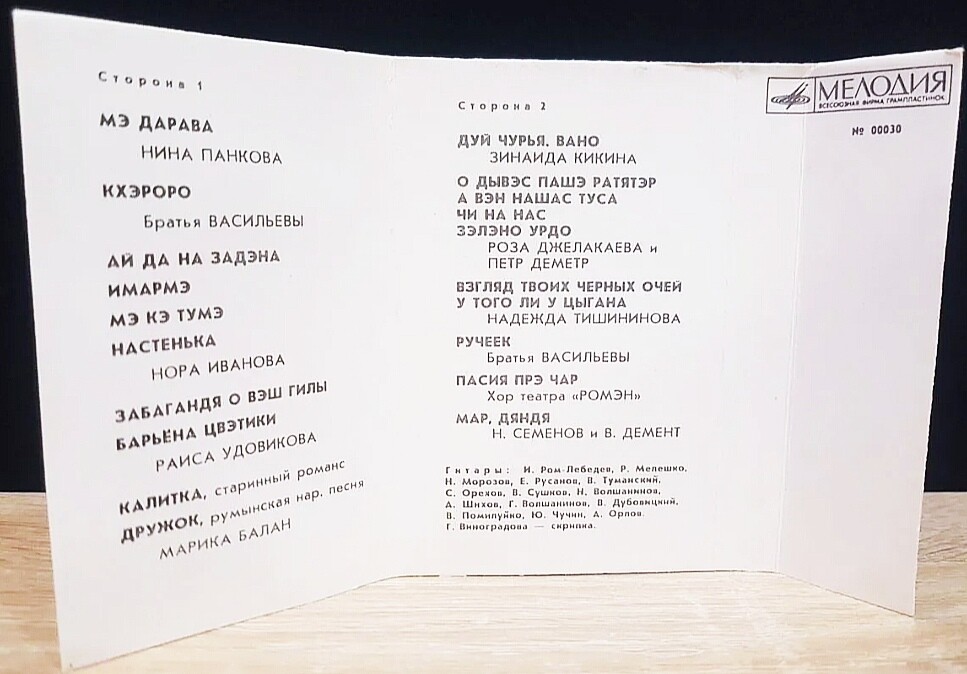 Сторона 1
МЭ ДАРАВА
НИНА ПАНКОВА
КХЭРОРО
Братья ВАСИЛЬЕВЫ
АЙ ДА НА ЗАДЭНА
ИМАРМЭ
МЭ КЭ ТУМЭ
НАСТЕНЬКА
НОРА ИВАНОВА
ЗАБАГАНДЯ О ВЭШ ГИЛЫ
БАРЬЁНА ЦВЭТИКИ
РАИСА УДОВИКОВА
КАЛИТКА, старинный романс
ДРУЖОК, румынская нар. песня
МАРИКА БАЛАН
Сторона 2
ДУЙ ЧУРЬЯ, ВАНО
ЗИНАИДА КИКИНА
О ДЫВЭС ПАШЭ РАТЯТЭР
А ВЭН НАШАС ТУСА
ЧИ НА НАС
ЗЭЛЭНО УРДО
РОЗА ДЖЕЛАКАЕВА и
ПЕТР ДЕМЕТР
ВЗГЛЯД ТВОИХ ЧЕРНЫХ ОЧЕЙ
У ТОГО ЛИ У ЦЫГАНА
НАДЕЖДА ТИШИНИНОВА
РУЧЕЕК
Братья ВАСИЛЬЕВЫ
ПАСИЯ ПРЭ ЧАР
Хор театра «РОМЭН»
МАР, ДЯНДЯ
Н. СЕМЕНОВ и В. ДЕМЕНТ
Гитары: И. Ром-Лебедев, Р. Мелешко,
Н. Морозов, Е. Русанов, В. Туманский,
С. Орехов, В. Сушков, Н. Волшанинов,
А. Шихов, Г. Волшанинов, В. Дубовицкий,
В. Помипуйко, Ю. Чучин, А. Орлов.
Г. Виноградова — скрипка.
МЕЛОДИЯ
ВСЕСОЮЗНАЯ ФИРМА ГРАМПЛАСТИНОК
№ 00030